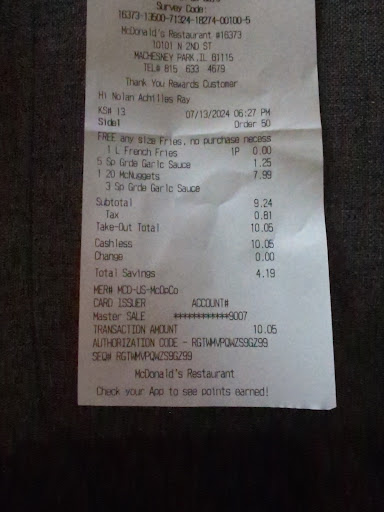 Survey Code:
16373-13500-71324-18274-00100-5
McDonald's Restaurant #16373
10101 N 2ND ST
MACHESNEY PARK,IL 61115
TEL# 815 633 4679
Thank You Rewards Customer
Hi Nolan Achilles Ray
KS# 13 07/13/2024 06:27 PM
Side1 Order 50
FREE any size Fries, no purchase necess
1 L French Fries 1P 0.00
5 Sp Grde Garlc Sauce 1.25
1 20 McNuggets 7.99
3 Sp Grde Garlc Sauce
Subtotal 9.24
Tax 0.81
Take-Out Total 10.05
Cashless 10.05
Change 0.00
Total Savings 4.19
MER# MCD-US-McOpCo
CARD ISSUER ACCOUNT#
Master SALE ************9007
TRANSACTION AMOUNT 10.05
AUTHORIZATION CODE - RGTWMVPQWZS9GZ99
SEQ# RGTWMVPQWZS9GZ99
McDonald's Restaurant
Check your App to see points earned!